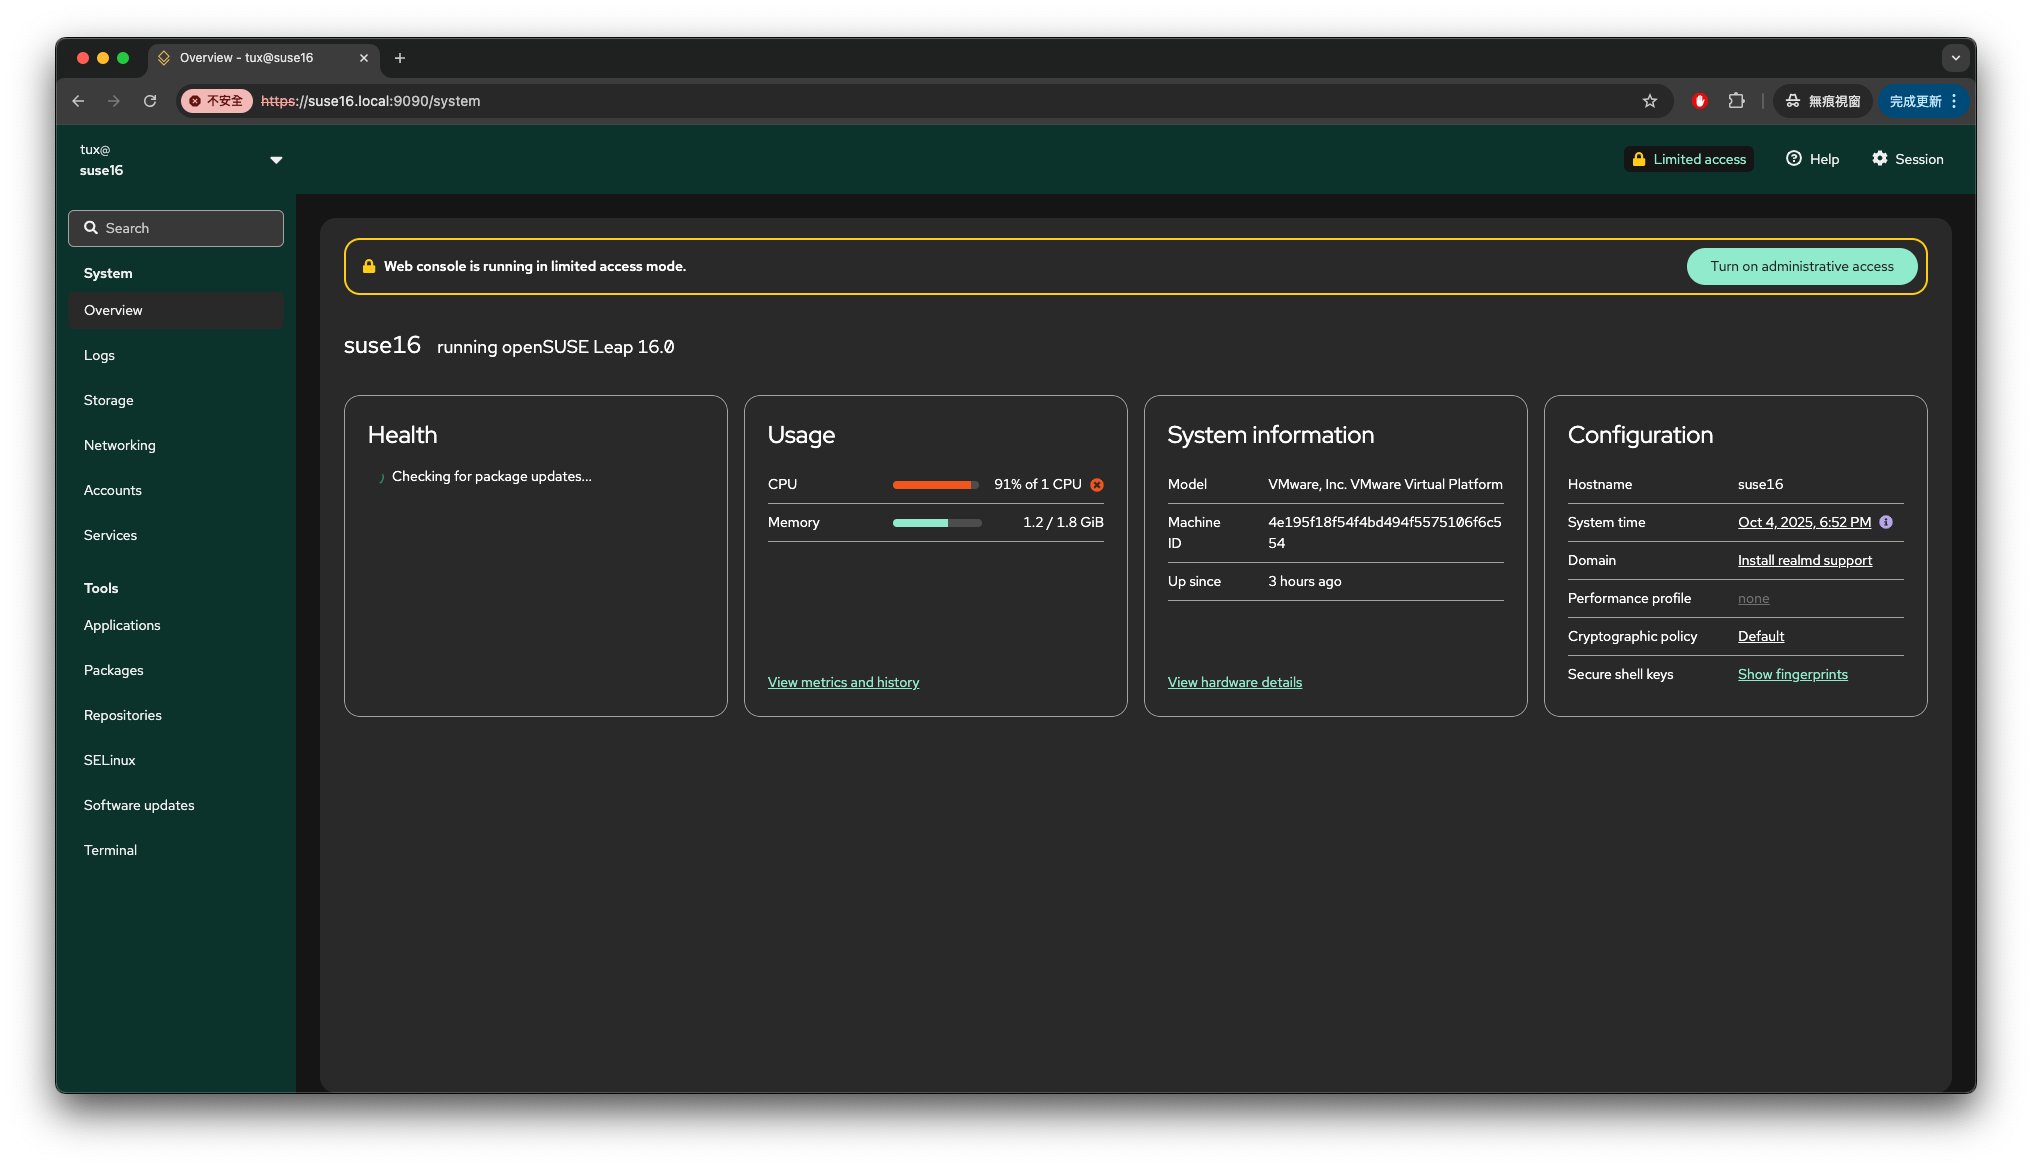 Overview - tux@suse16
不安全 https://suse16.local:9090/system
無痕視窗
完成更新
tux@
suse16
Limited access
Help
Session
Search
System
Overview
Logs
Storage
Networking
Accounts
Services
Tools
Applications
Packages
Repositories
SELinux
Software updates
Terminal
Web console is running in limited access mode.
Turn on administrative access
suse16 running openSUSE Leap 16.0
Health
Checking for package updates...
Usage
CPU 91% of 1 CPU
Memory 1.2 / 1.8 GiB
View metrics and history
System information
Model VMware, Inc. VMware Virtual Platform
Machine ID 4e195f18f54f4bd494f5575106f6c5
54
Up since 3 hours ago
View hardware details
Configuration
Hostname suse16
System time Oct 4, 2025, 6:52 PM
Domain Install realmd support
Performance profile none
Cryptographic policy Default
Secure shell keys Show fingerprints